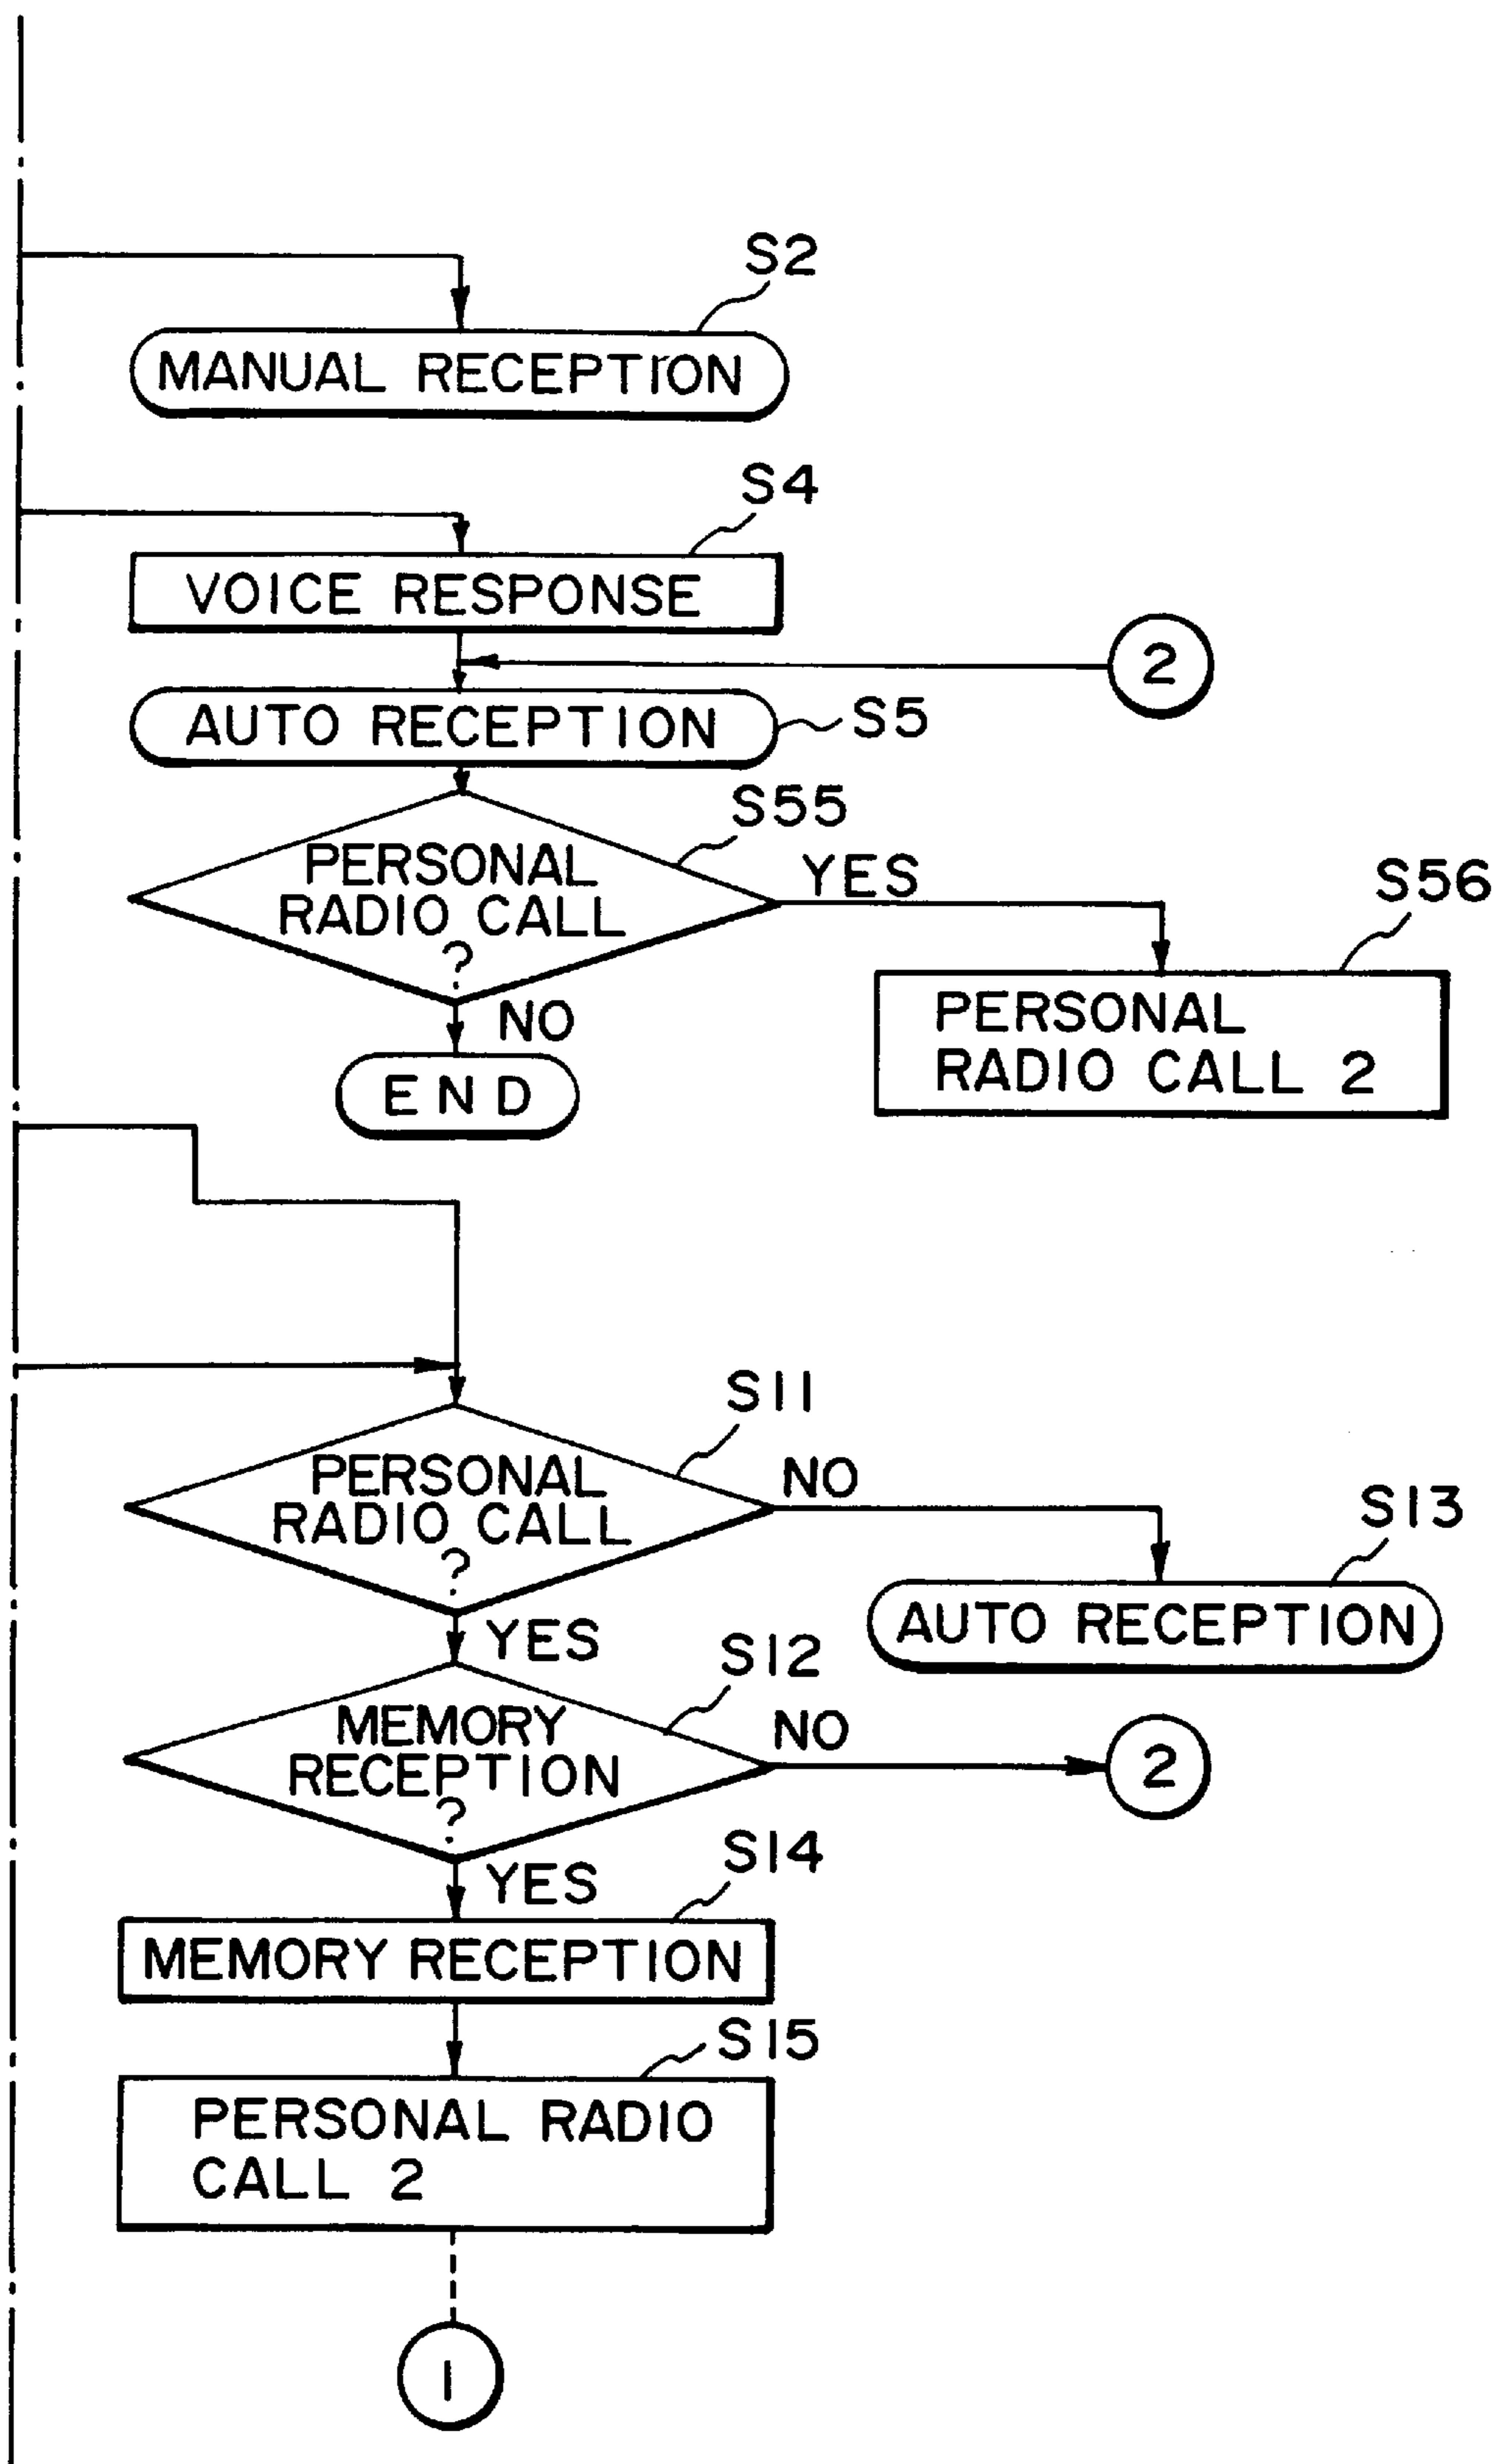 S2
MANUAL RECEPTION
S4
VOICE RESPONSE
2
AUTO RECEPTION
S5
S55
PERSONAL
RADIO CALL
?
YES
S56
NO
PERSONAL
RADIO CALL 2
END
S11
PERSONAL
RADIO CALL
?
NO
S13
AUTO RECEPTION
YES
S12
MEMORY
RECEPTION
?
NO
2
YES
S14
MEMORY RECEPTION
S15
PERSONAL RADIO
CALL 2
1